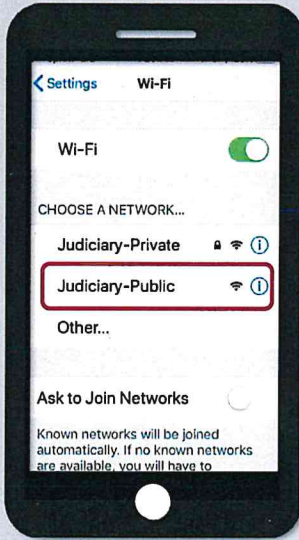 Settings Wi-Fi
Wi-Fi
CHOOSE A NETWORK...
Judiciary-Private
Judiciary-Public
Other...
Ask to Join Networks
Known networks will be joined
automatically. If no known networks
are available, you will have to